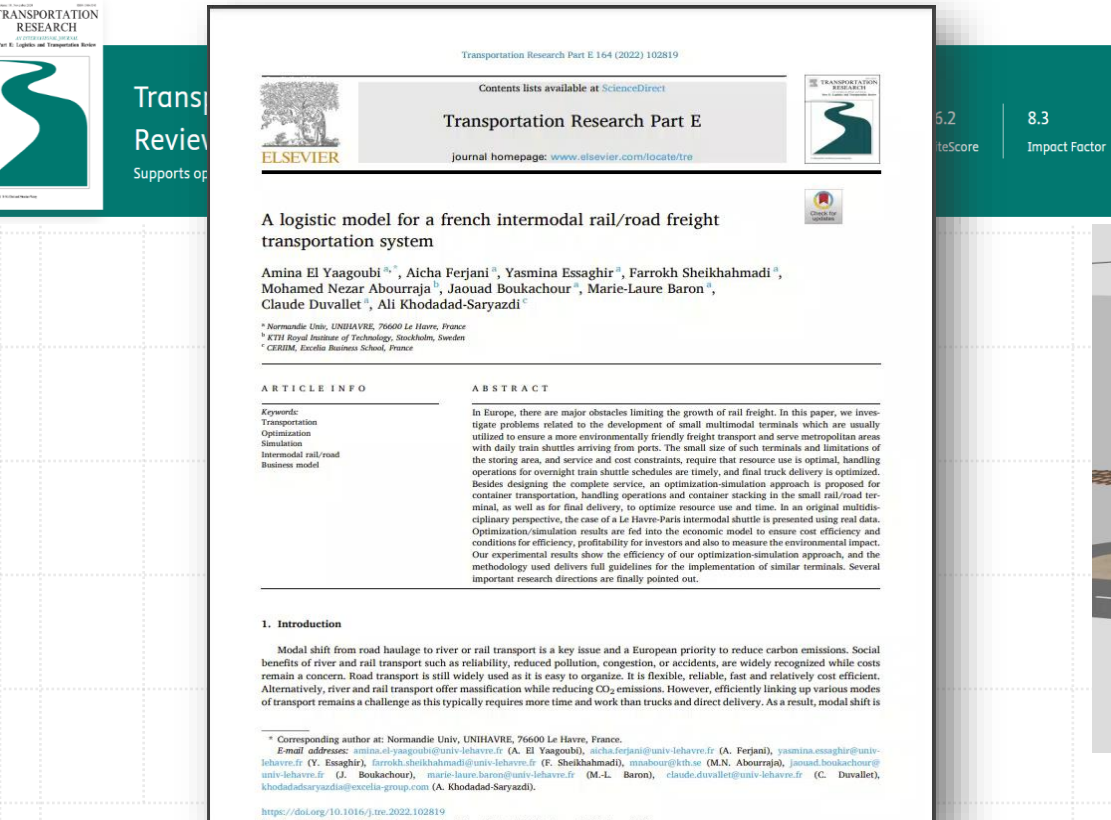 TRANSPORTATION
RESEARCH
AN INTERNATIONAL JOURNAL
Part E: Logistics and Transportation Review
Transp
Review
Supports op
6.2
iteScore
8.3
Impact Factor
Transportation Research Part E 164 (2022) 102819
Contents lists available at ScienceDirect
Transportation Research Part E
journal homepage: www.elsevier.com/locate/tre
ELSEVIER
TRANSPORTATION
RESEARCH
Check for
updates
A logistic model for a french intermodal rail/road freight
transportation system
Amina El Yaagoubi a,*, Aicha Ferjani a, Yasmina Essaghir a, Farrokh Sheikhahmadi a,
Mohamed Nezar Abourraja b, Jaouad Boukachour a, Marie-Laure Baron a,
Claude Duvallet a, Ali Khodadad-Saryazdi c
a Normandie Univ, UNIHAVRE, 76600 Le Havre, France
b KTH Royal Institute of Technology, Stockholm, Sweden
c CERIIM, Excelia Business School, France
ARTICLE INFO
Keywords:
Transportation
Optimization
Simulation
Intermodal rail/road
Business model
ABSTRACT
In Europe, there are major obstacles limiting the growth of rail freight. In this paper, we inves-
tigate problems related to the development of small multimodal terminals which are usually
utilized to ensure a more environmentally friendly freight transport and serve metropolitan areas
with daily train shuttles arriving from ports. The small size of such terminals and limitations of
the storing area, and service and cost constraints, require that resource use is optimal, handling
operations for overnight train shuttle schedules are timely, and final truck delivery is optimized.
Besides designing the complete service, an optimization-simulation approach is proposed for
container transportation, handling operations and container stacking in the small rail/road ter-
minal, as well as for final delivery, to optimize resource use and time. In an original multidis-
ciplinary perspective, the case of a Le Havre-Paris intermodal shuttle is presented using real data.
Optimization/simulation results are fed into the economic model to ensure cost efficiency and
conditions for efficiency, profitability for investors and also to measure the environmental impact.
Our experimental results show the efficiency of our optimization-simulation approach, and the
methodology used delivers full guidelines for the implementation of similar terminals. Several
important research directions are finally pointed out.
1. Introduction
Modal shift from road haulage to river or rail transport is a key issue and a European priority to reduce carbon emissions. Social
benefits of river and rail transport such as reliability, reduced pollution, congestion, or accidents, are widely recognized while costs
remain a concern. Road transport is still widely used as it is easy to organize. It is flexible, reliable, fast and relatively cost efficient.
Alternatively, river and rail transport offer massification while reducing CO2 emissions. However, efficiently linking up various modes
of transport remains a challenge as this typically requires more time and work than trucks and direct delivery. As a result, modal shift is
* Corresponding author at: Normandie Univ, UNIHAVRE, 76600 Le Havre, France.
E-mail addresses: amina.el-yaagoubi@univ-lehavre.fr (A. El Yaagoubi), aicha.ferjani@univ-lehavre.fr (A. Ferjani), yasmina.essaghir@univ-
lehavre.fr (Y. Essaghir), farrokh.sheikhahmadi@univ-lehavre.fr (F. Sheikhahmadi), mnabour@kth.se (M.N. Abourraja), jaouad.boukachour@
univ-lehavre.fr (J. Boukachour), marie-laure.baron@univ-lehavre.fr (M.-L. Baron), claude.duvallet@univ-lehavre.fr (C. Duvallet),
khodadadsaryazdia@excelia-group.com (A. Khodadad-Saryazdi).
https://doi.org/10.1016/j.tre.2022.102819